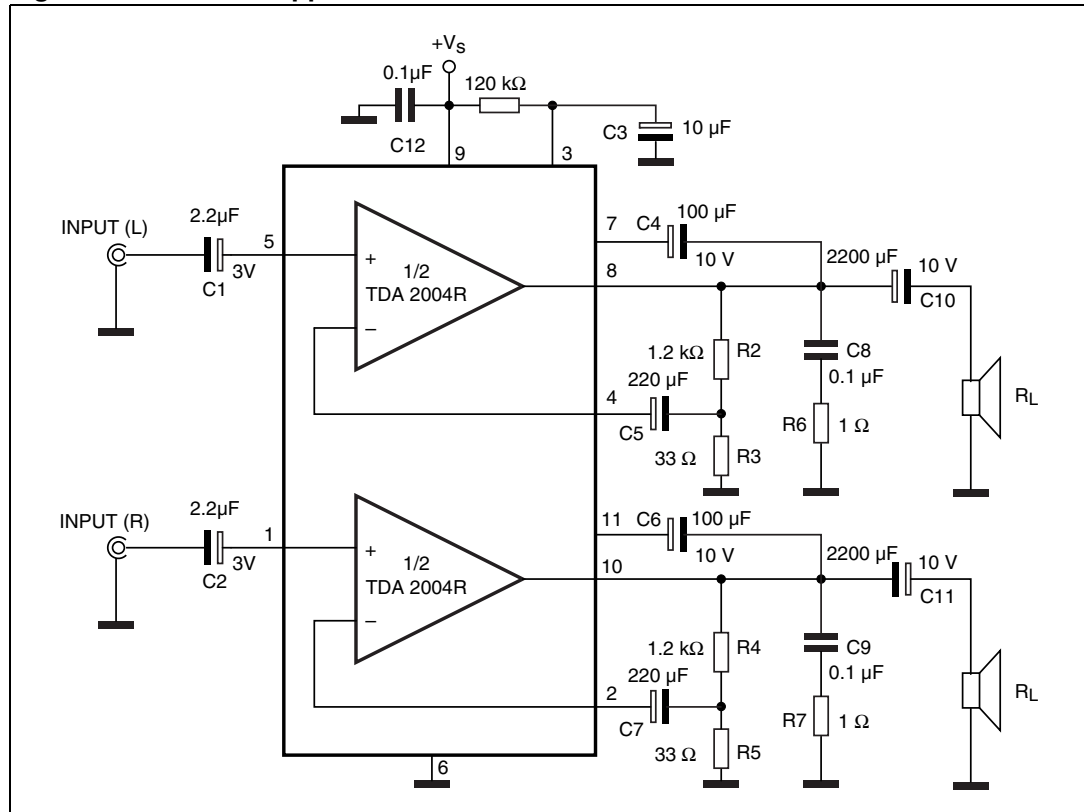 +VS
0.1µF
120 kΩ
C12
C3
10 µF
9
3
INPUT (L)
2.2µF
5
3V
C1
+
1/2
TDA 2004R
–
7
C4
100 µF
10 V
8
2200 µF
10 V
C10
1.2 kΩ
R2
C8
0.1 µF
220 µF
4
C5
R6
1 Ω
RL
33 Ω
R3
INPUT (R)
2.2µF
1
3V
C2
+
1/2
TDA 2004R
–
11
C6
100 µF
10 V
10
2200 µF
10 V
C11
1.2 kΩ
R4
C9
0.1 µF
220 µF
2
C7
R7
1 Ω
RL
33 Ω
R5
6